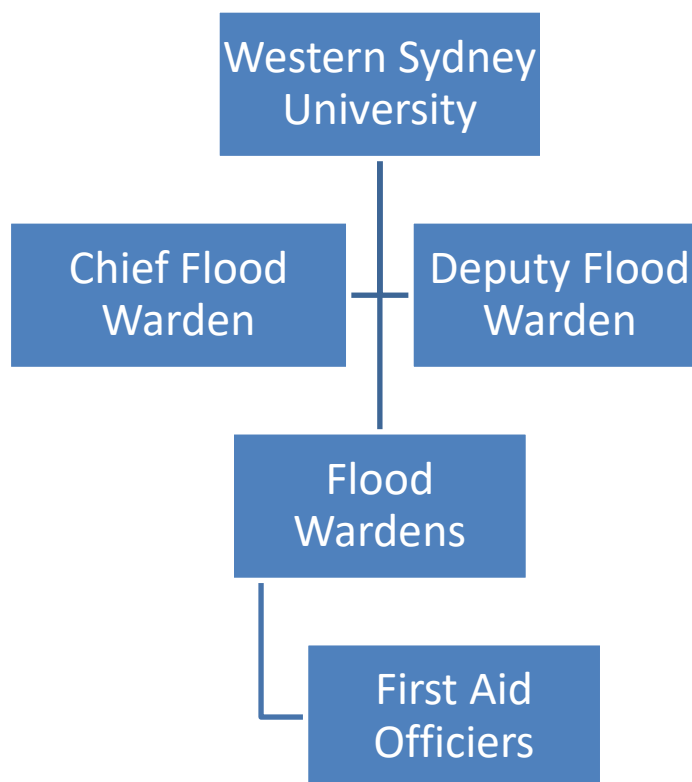 Western Sydney
University
Chief Flood
Warden
Deputy Flood
Warden
Flood
Wardens
First Aid
Officiers